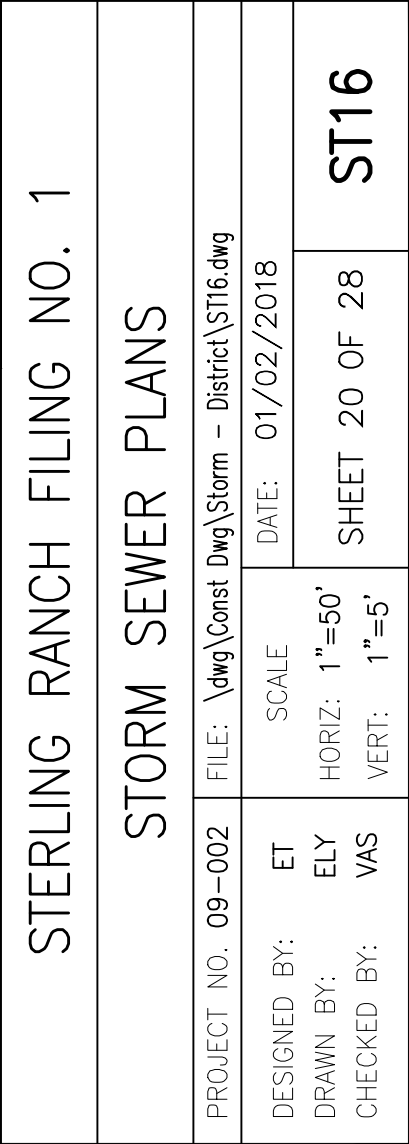 STERLING RANCH FILING NO. 1
STORM SEWER PLANS
PROJECT NO. 09-002
FILE: \dwg\Const Dwg\Storm - District\ST16.dwg
DESIGNED BY: ET
DRAWN BY: ELY
CHECKED BY: VAS
SCALE
HORIZ: 1"=50'
VERT: 1"=5'
DATE: 01/02/2018
SHEET 20 OF 28
ST16